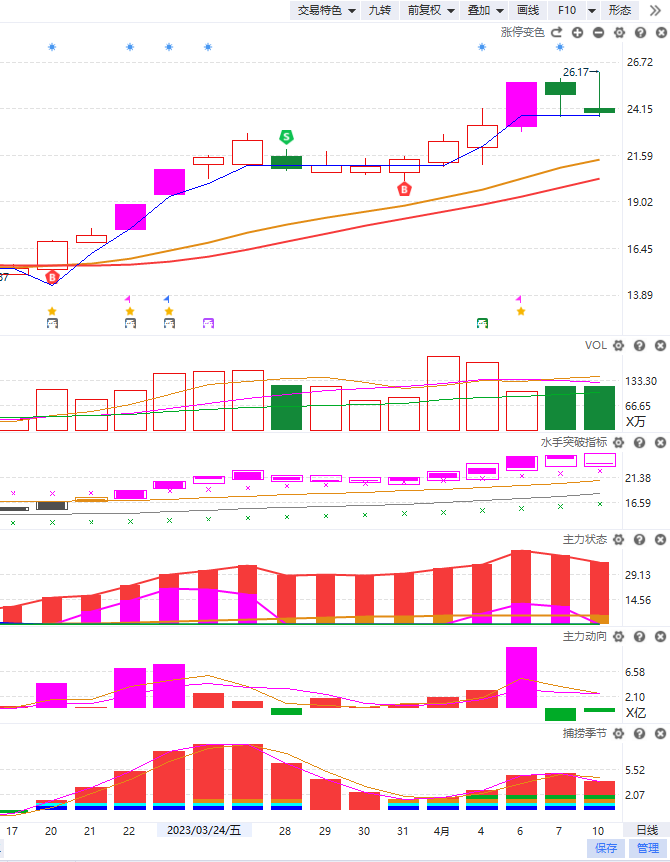 交易特色 九转 前复权 叠加 画线 F10 形态
涨停变色
26.72
26.17
24.15
21.59
S
B
19.02
16.45
B
13.89
VOL
133.30
66.65
X万
水手突破指标
21.38
16.59
主力状态
29.13
14.56
主力动向
6.58
2.10
X亿
捕捞季节
5.52
2.07
17 20 21 22 2023/03/24/五 28 29 30 31 4月 4 6 7 10 日线
保存 管理